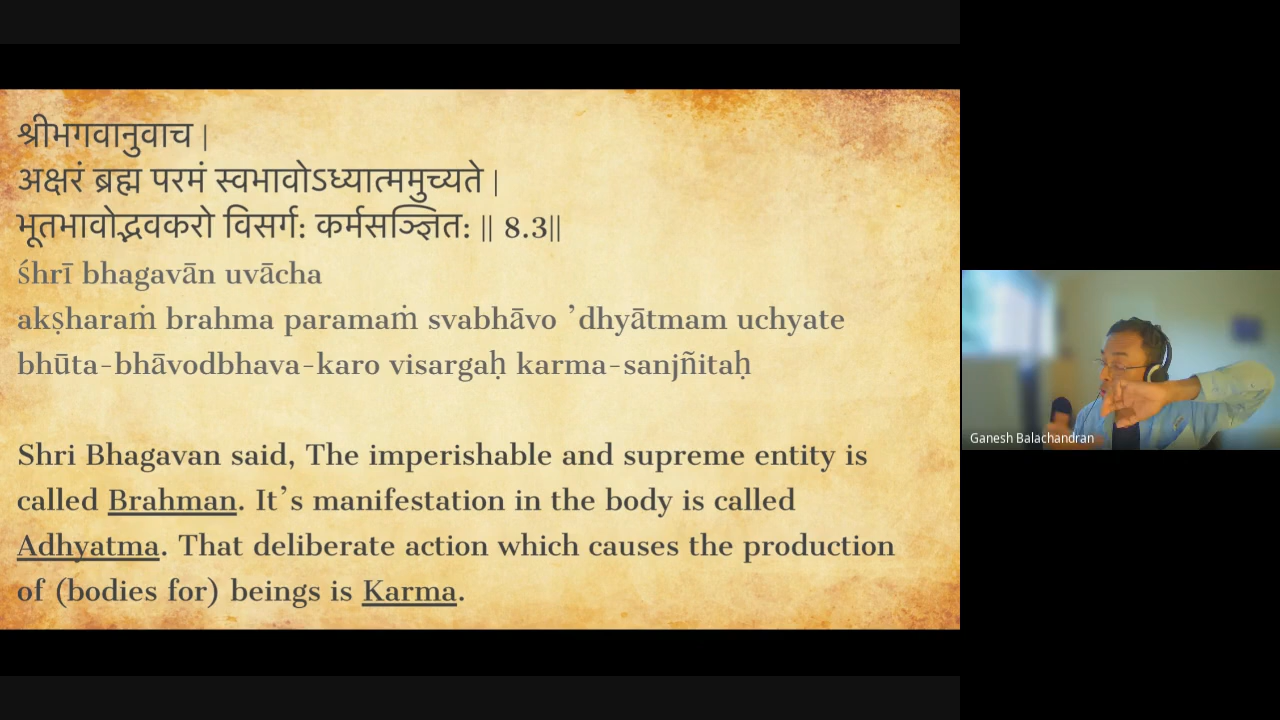 श्रीभगवानुवाच |
अक्षरं ब्रह्म परमं स्वभावोऽध्यात्ममुच्यते |
भूतभावोद्भवकरो विसर्ग: कर्मसञ्ज्ञित: || 8.3||
śhrī bhagavān uvācha
akṣharaṁ brahma paramaṁ svabhāvo ’dhyātmam uchyate
bhūta-bhāvodbhava-karo visargaḥ karma-sanjñitaḥ
Shri Bhagavan said, The imperishable and supreme entity is
called Brahman. It’s manifestation in the body is called
Adhyatma. That deliberate action which causes the production
of (bodies for) beings is Karma.
Ganesh Balachandran